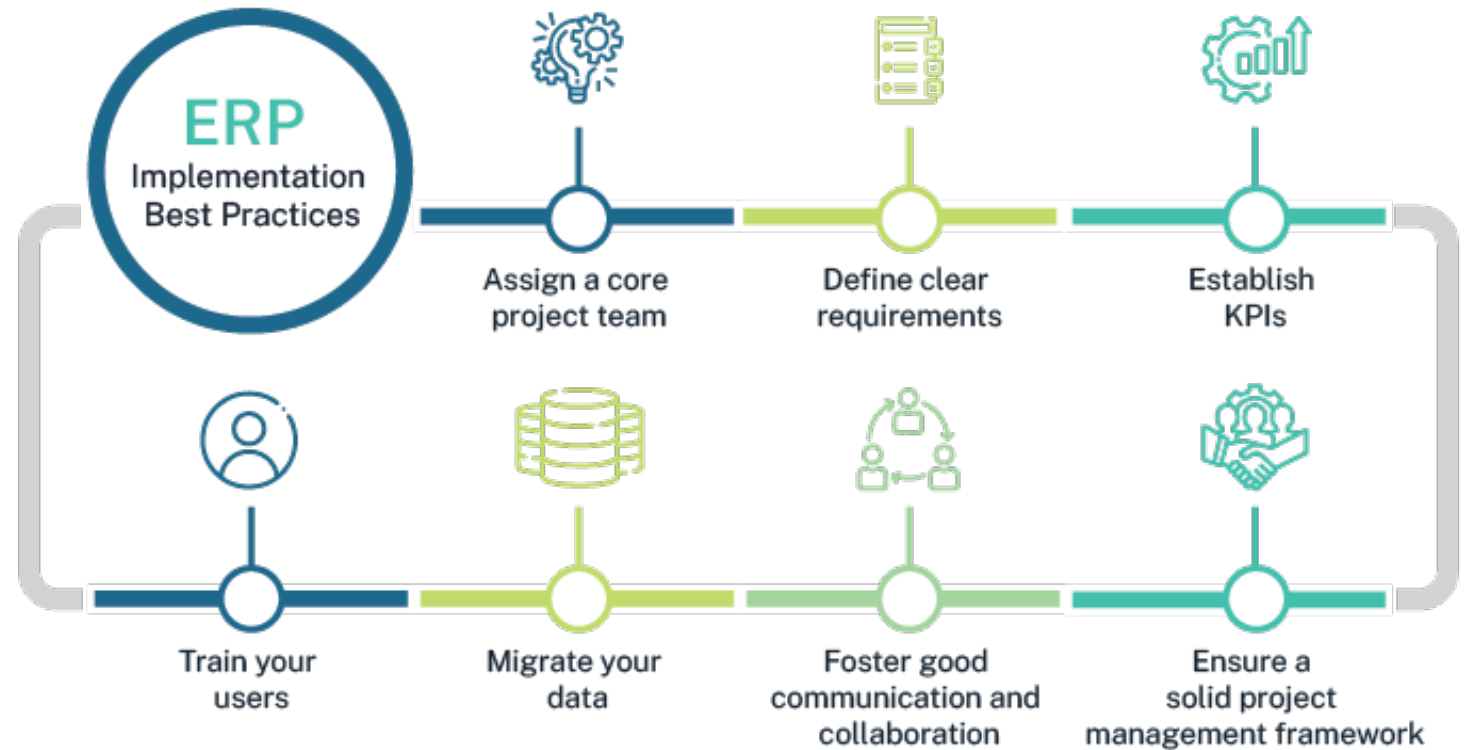 ERP
Implementation
Best Practices
Assign a core
project team
Define clear
requirements
Establish
KPIs
Train your
users
Migrate your
data
Foster good
communication and
collaboration
Ensure a
solid project
management framework